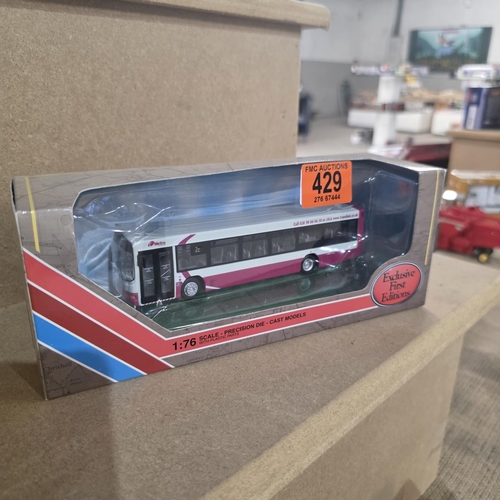 FMC AUCTIONS
429
276 67444
Exclusive
First
Editions
1:76 SCALE - PRECISION DIE - CAST MODELS